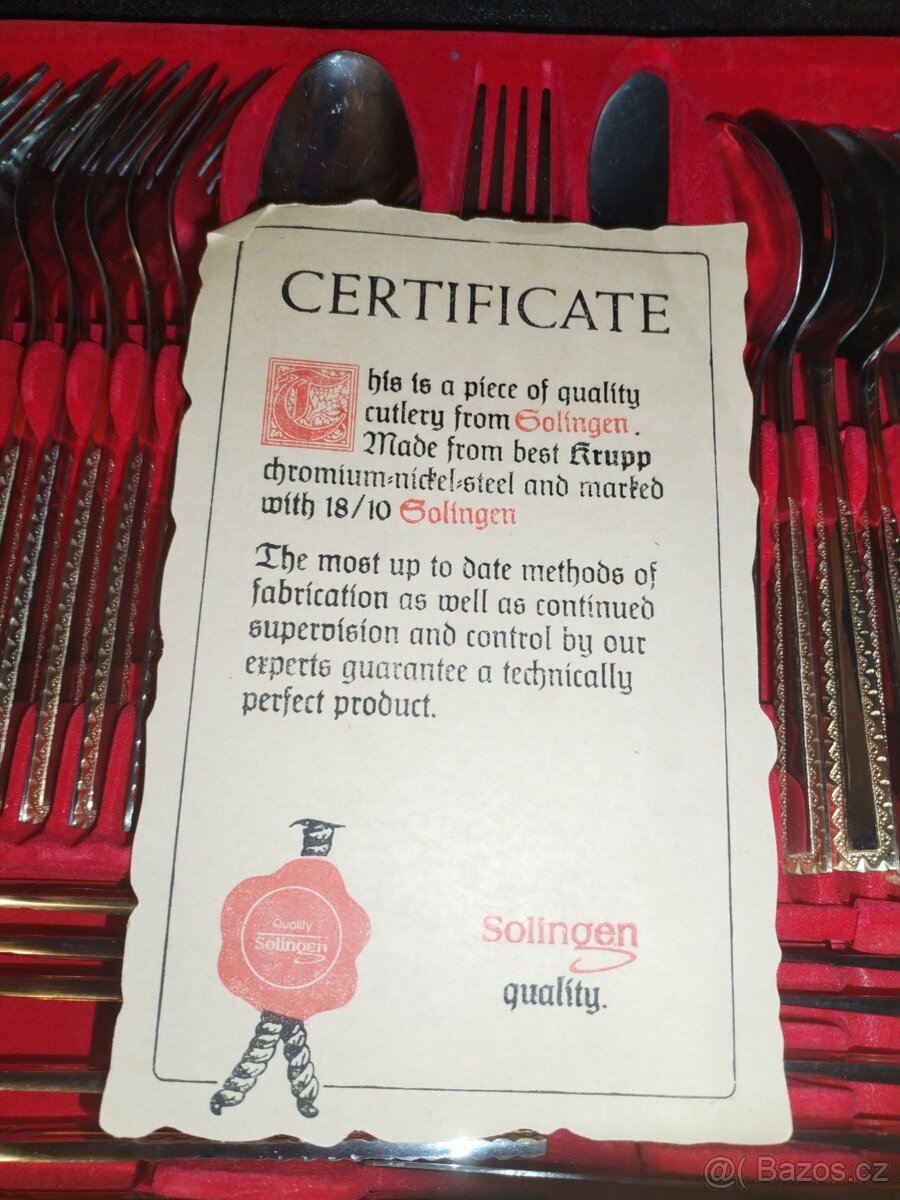 CERTIFICATE
This is a piece of quality
cutlery from Solingen.
Made from best Krupp
chromium-nickel-steel and marked
with 18/10 Solingen
The most up to date methods of
fabrication as well as continued
supervision and control by our
experts guarantee a technically
perfect product.
Quality
Solingen
Solingen
quality.
@( Bazos.cz